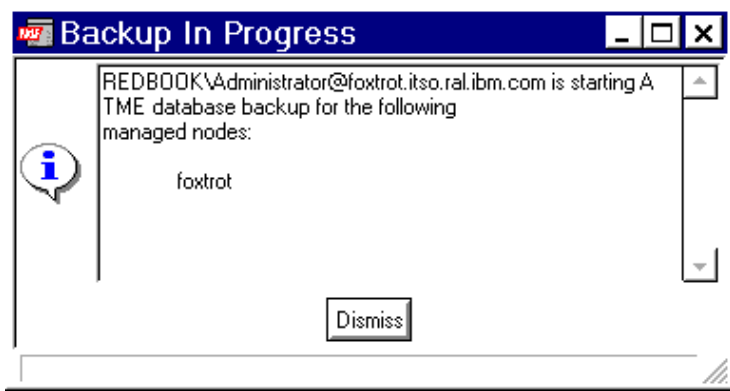 Backup In Progress
REDBOOK\Administrator@foxtrot.itso.ral.ibm.com is starting A
TME database backup for the following
managed nodes:
foxtrot
Dismiss